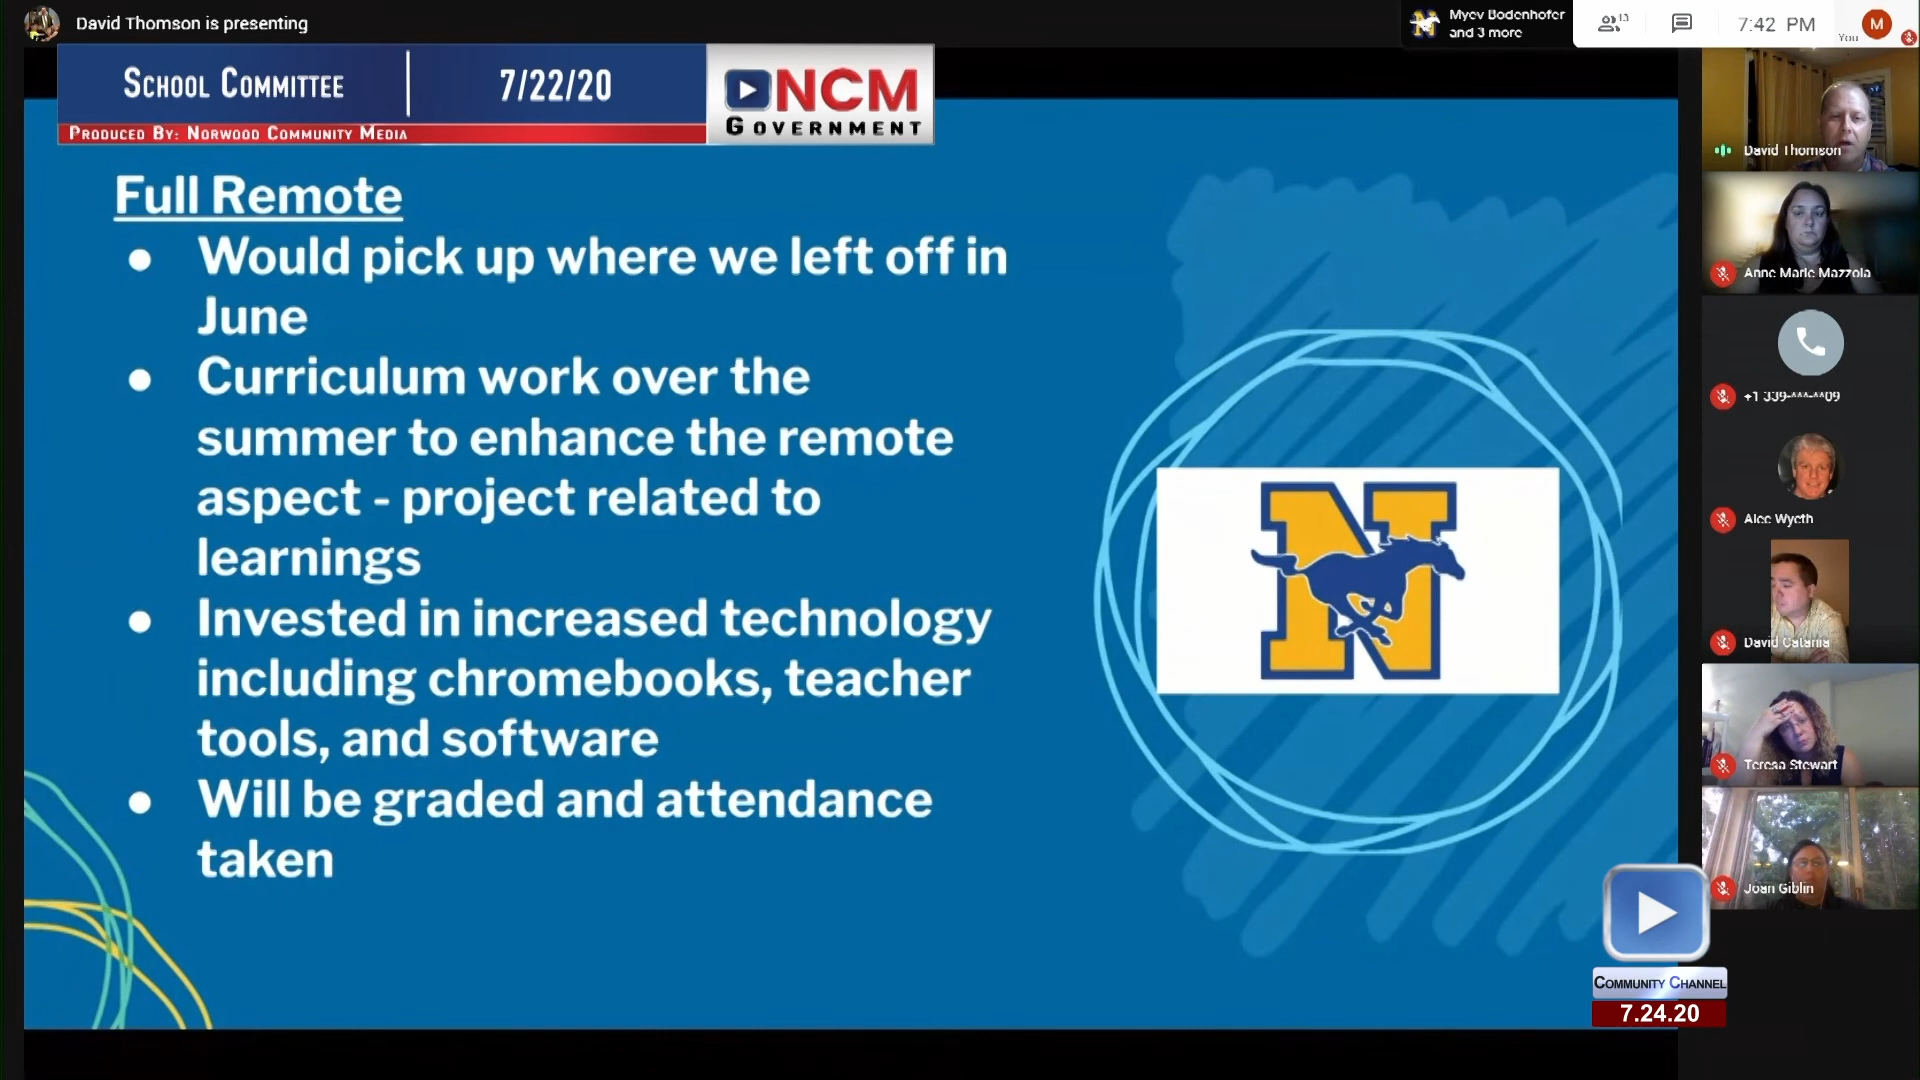 David Thomson is presenting
Myev Bodenhofer
and 3 more
13
7:42 PM
You
M
SCHOOL COMMITTEE
7/22/20
NCM
GOVERNMENT
PRODUCED BY: NORWOOD COMMUNITY MEDIA
Full Remote
● Would pick up where we left off in
June
● Curriculum work over the
summer to enhance the remote
aspect - project related to
learnings
● Invested in increased technology
including chromebooks, teacher
tools, and software
● Will be graded and attendance
taken
N
David Thomson
Anne Marie Mazzola
+1 339-***-**09
Alec Wyeth
David Catania
Teresa Stewart
Joan Giblin
COMMUNITY CHANNEL
7.24.20